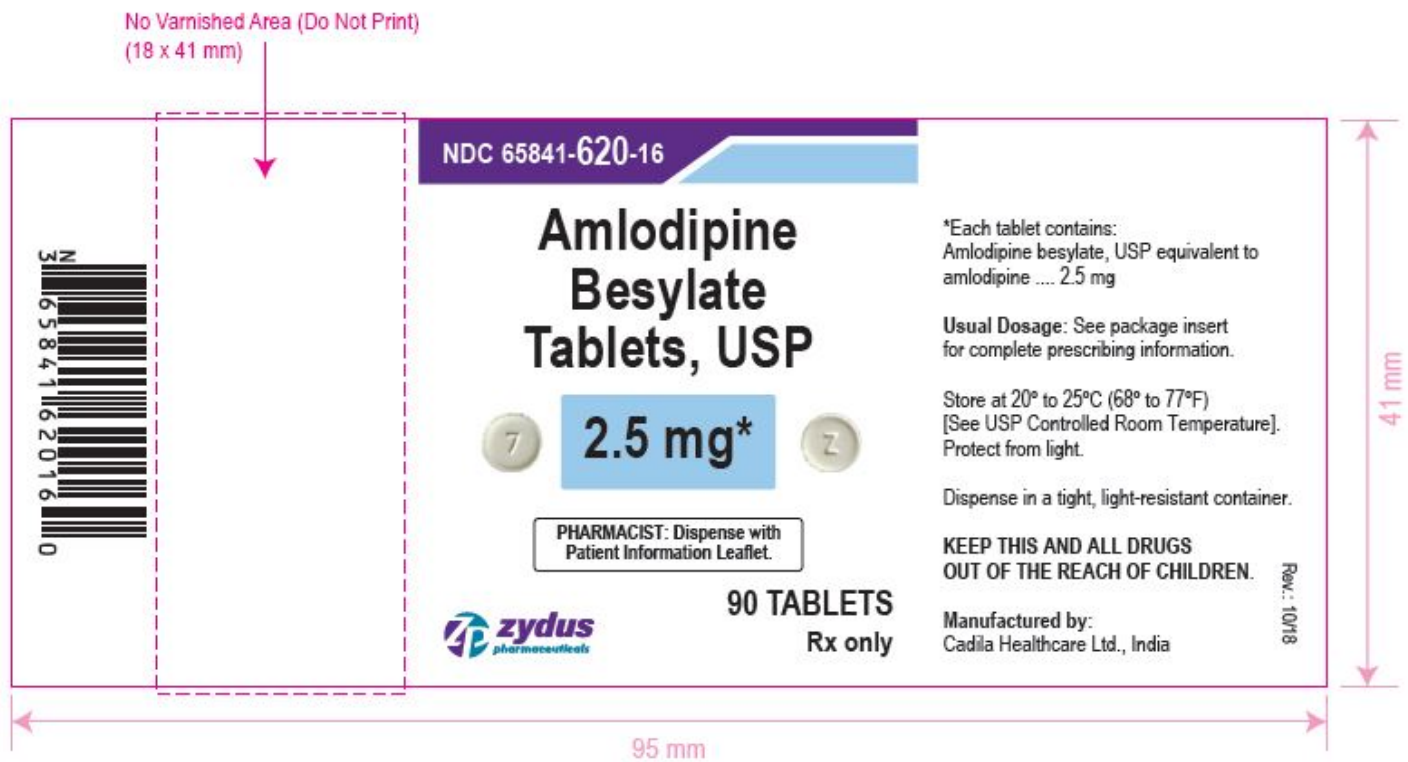 No Varnished Area (Do Not Print)
(18 x 41 mm)
N
3
65841 62016
0
NDC 65841-620-16
Amlodipine
Besylate
Tablets, USP
7
2.5 mg*
Z
PHARMACIST: Dispense with
Patient Information Leaflet.
90 TABLETS
Rx only
zydus
pharmaceuticals
*Each tablet contains:
Amlodipine besylate, USP equivalent to
amlodipine .... 2.5 mg
Usual Dosage: See package insert
for complete prescribing information.
Store at 20º to 25ºC (68º to 77ºF)
[See USP Controlled Room Temperature].
Protect from light.
Dispense in a tight, light-resistant container.
KEEP THIS AND ALL DRUGS
OUT OF THE REACH OF CHILDREN.
Manufactured by:
Cadila Healthcare Ltd., India
Rev.: 10/18
41 mm
95 mm